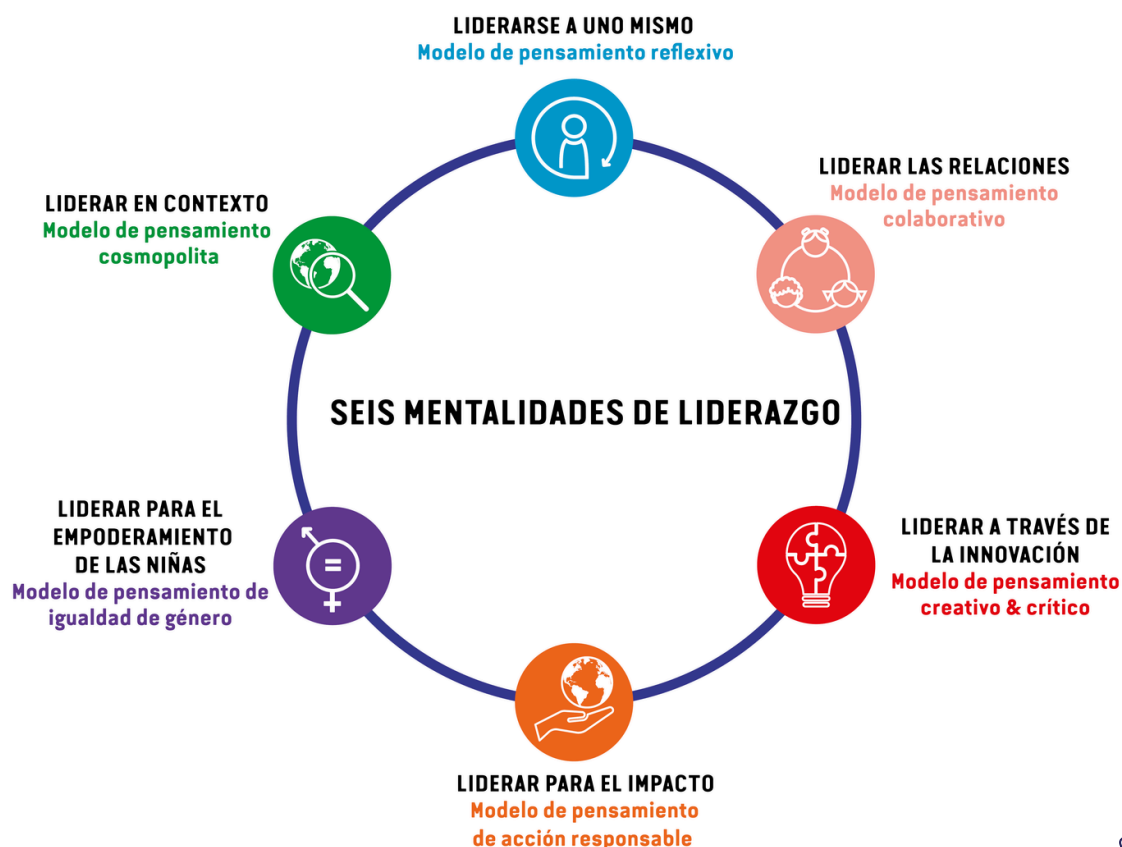 LIDERARSE A UNO MISMO
Modelo de pensamiento reflexivo
LIDERAR LAS RELACIONES
Modelo de pensamiento
colaborativo
LIDERAR EN CONTEXTO
Modelo de pensamiento
cosmopolita
SEIS MENTALIDADES DE LIDERAZGO
LIDERAR PARA EL
EMPODERAMIENTO
DE LAS NIÑAS
Modelo de pensamiento de
igualdad de género
LIDERAR A TRAVÉS DE
LA INNOVACIÓN
Modelo de pensamiento
creativo & crítico
LIDERAR PARA EL IMPACTO
Modelo de pensamiento
de acción responsable